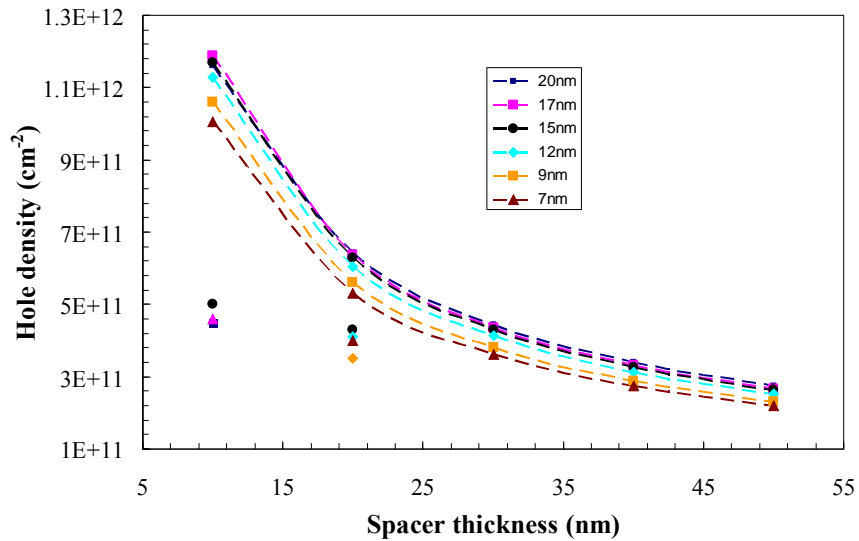 1.3E+12
1.1E+12
9E+11
7E+11
5E+11
3E+11
1E+11
Hole density (cm-2)
20nm
17nm
15nm
12nm
9nm
7nm
5 15 25 35 45 55
Spacer thickness (nm)